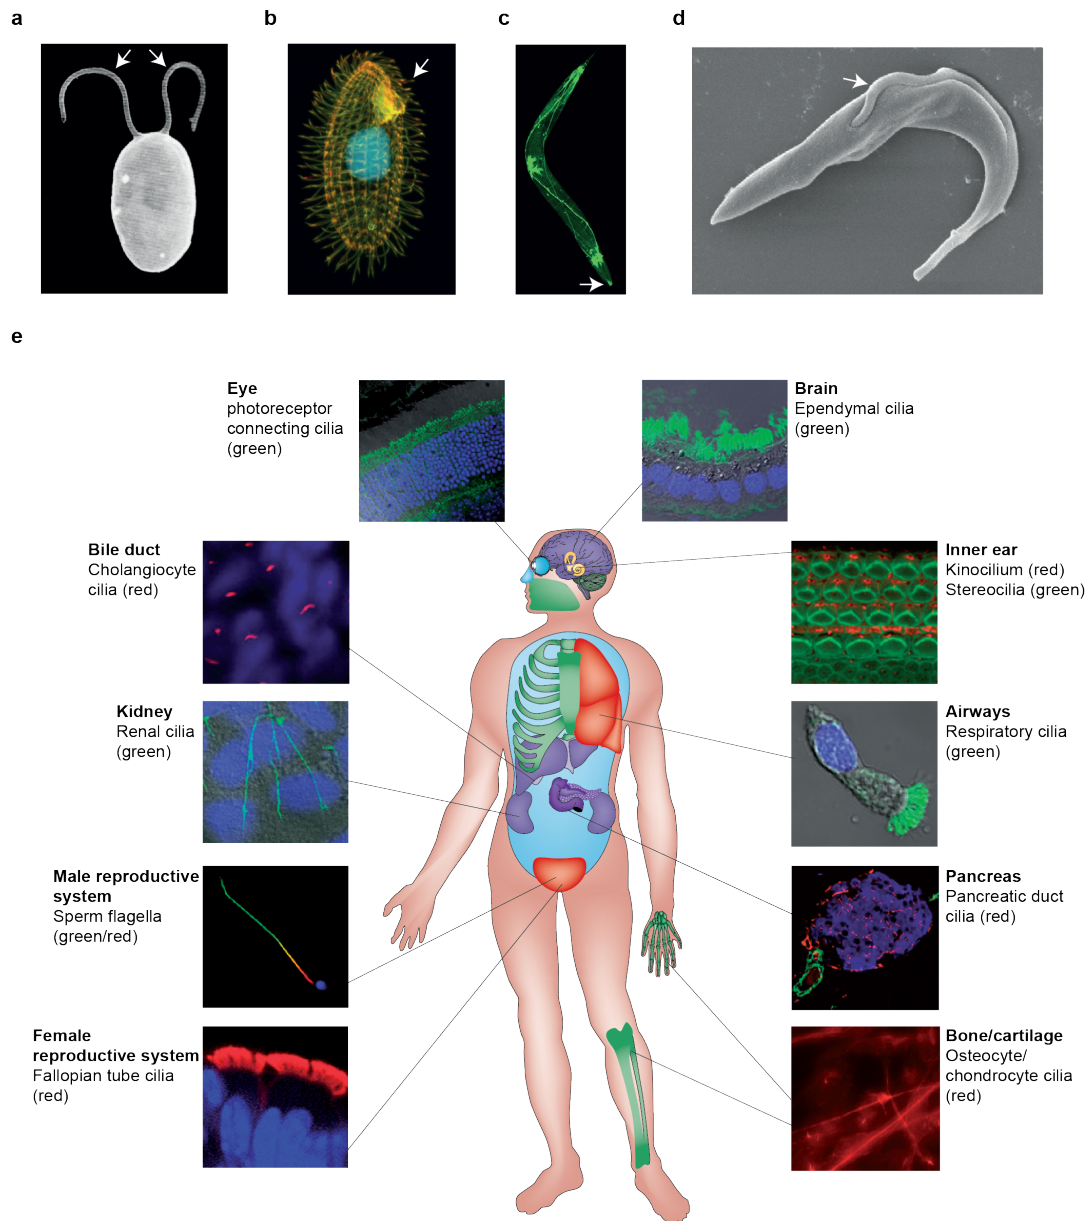 a
b
c
d
e
Eye
photoreceptor
connecting cilia
(green)
Brain
Ependymal cilia
(green)
Bile duct
Cholangiocyte
cilia (red)
Inner ear
Kinocilium (red)
Stereocilia (green)
Kidney
Renal cilia
(green)
Airways
Respiratory cilia
(green)
Male reproductive
system
Sperm flagella
(green/red)
Pancreas
Pancreatic duct
cilia (red)
Female
reproductive system
Fallopian tube cilia
(red)
Bone/cartilage
Osteocyte/
chondrocyte cilia
(red)